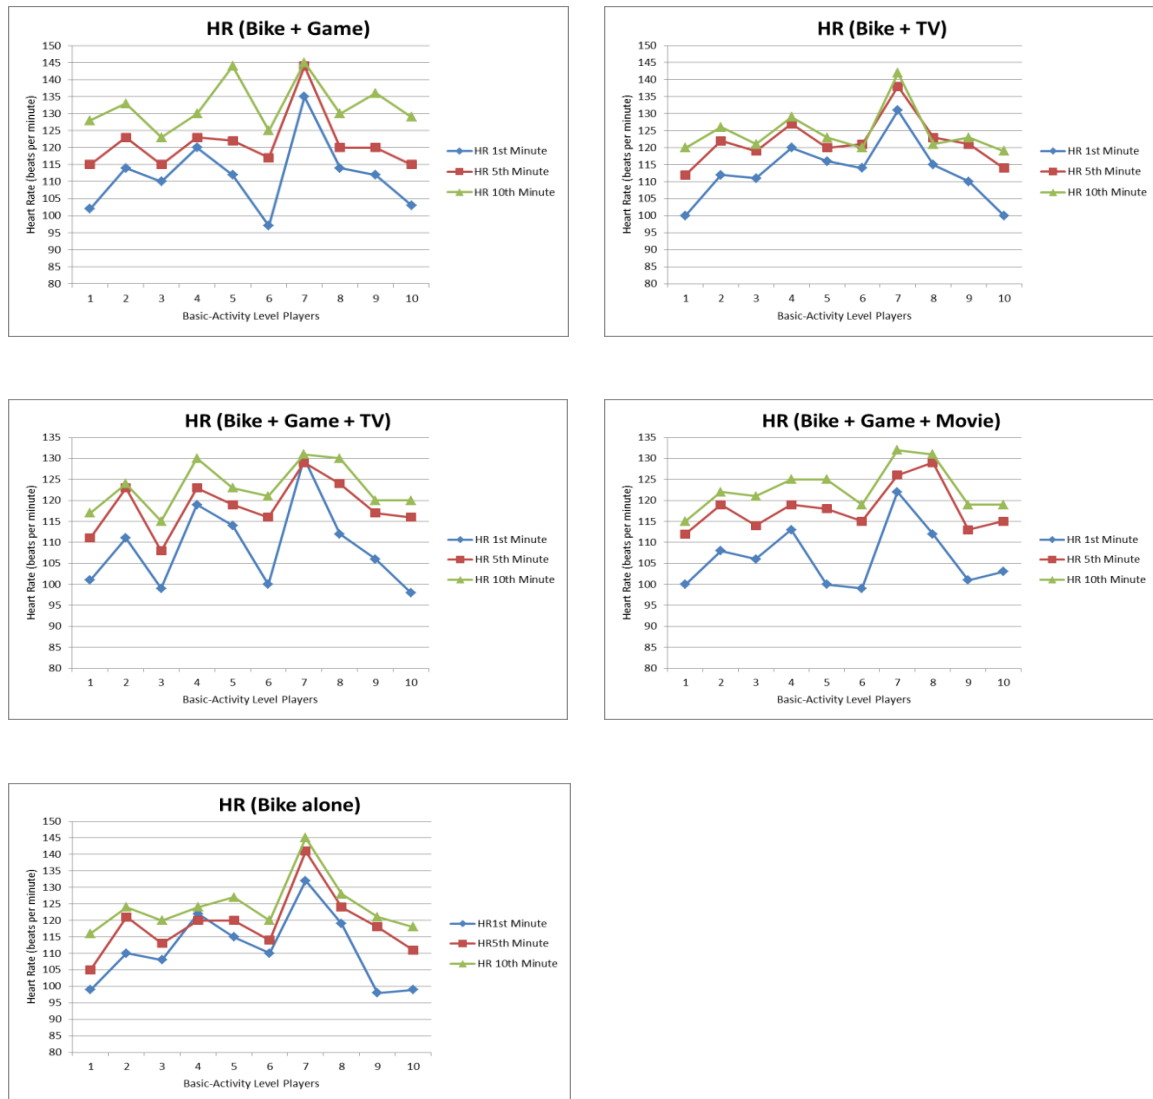 HR (Bike + Game)
Heart Rate (beats per minute)
150
145
140
135
130
125
120
115
110
105
100
95
90
85
80
1 2 3 4 5 6 7 8 9 10
Basic-Activity Level Players
HR 1st Minute
HR 5th Minute
HR 10th Minute
HR (Bike + TV)
Heart Rate (beats per minute)
150
145
140
135
130
125
120
115
110
105
100
95
90
85
80
1 2 3 4 5 6 7 8 9 10
Basic-Activity Level Players
HR 1st Minute
HR 5th Minute
HR 10th Minute
HR (Bike + Game + TV)
Heart Rate (beats per minute)
135
130
125
120
115
110
105
100
95
90
85
80
1 2 3 4 5 6 7 8 9 10
Basic-Activity Level Players
HR 1st Minute
HR 5th Minute
HR 10th Minute
HR (Bike + Game + Movie)
Heart Rate (beats per minute)
135
130
125
120
115
110
105
100
95
90
85
80
1 2 3 4 5 6 7 8 9 10
Basic-Activity Level Players
HR 1st Minute
HR 5th Minute
HR 10th Minute
HR (Bike alone)
Heart Rate (beats per minute)
150
145
140
135
130
125
120
115
110
105
100
95
90
85
80
1 2 3 4 5 6 7 8 9 10
Basic-Activity Level Players
HR1st Minute
HR5th Minute
HR 10th Minute